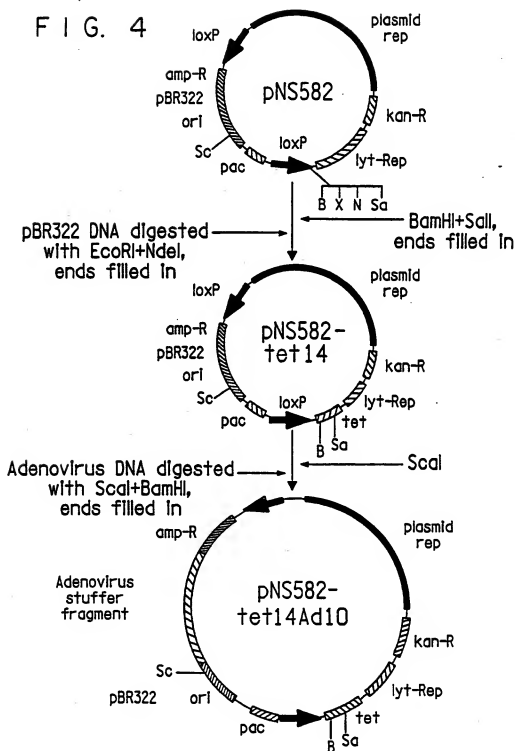 FIG. 4
plasmid
rep
loxP
amp-R
pBR322
ori
Sc
pac
loxP
pNS582
kan-R
lyt-Rep
B X N Sa
pBR322 DNA digested
with EcoRI+NdeI,
ends filled in
BamHI+SalI,
ends filled in
plasmid
rep
loxP
amp-R
pBR322
ori
Sc
pac
loxP
pNS582-
tet14
kan-R
lyt-Rep
tet
Sa
B
Adenovirus DNA digested
with ScaI+BamHI,
ends filled in
ScaI
amp-R
plasmid
rep
Adenovirus
stuffer
fragment
pNS582-
tet14Ad10
Sc
pBR322 ori
pac
kan-R
lyt-Rep
tet
Sa
B